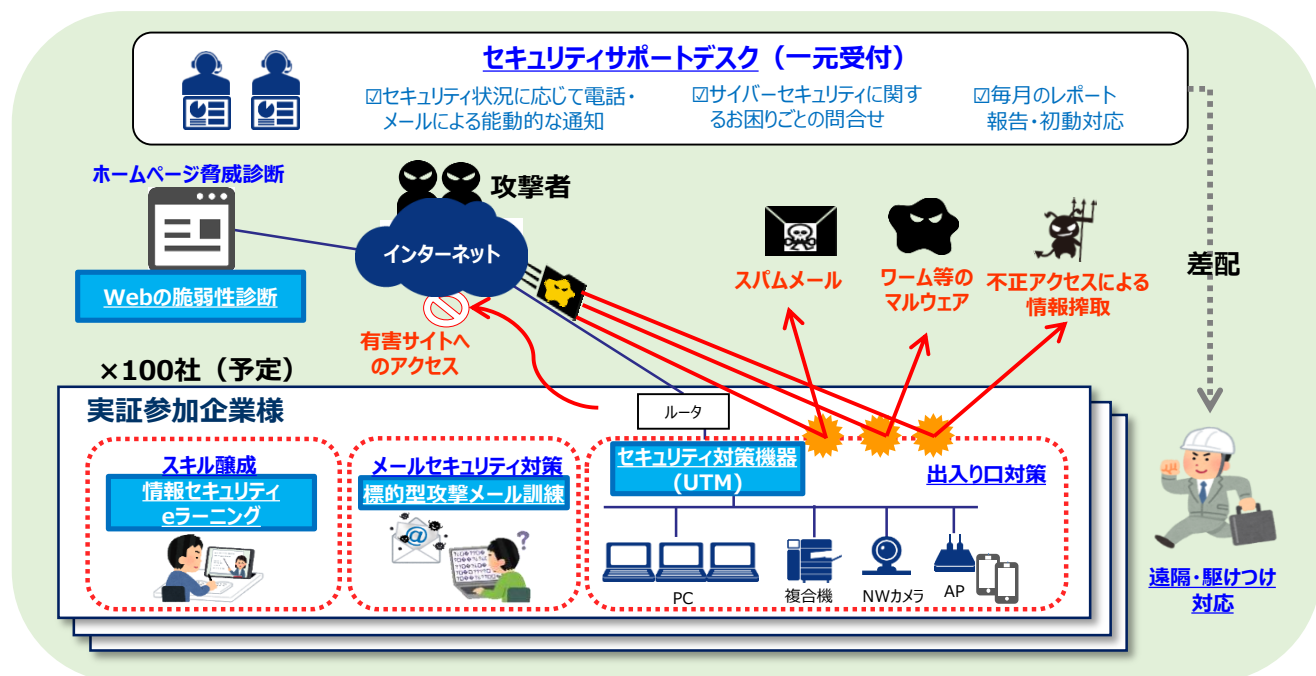 セキュリティサポートデスク（一元受付）
☑セキュリティ状況に応じて電話・
メールによる能動的な通知
☑サイバーセキュリティに関す
るお困りごとの問合せ
☑毎月のレポート
報告・初動対応
ホームページ脅威診断
攻撃者
インターネット
Webの脆弱性診断
スパムメール
ワーム等の
マルウェア
不正アクセスによる
情報搾取
差配
有害サイトへ
のアクセス
×100社（予定）
実証参加企業様
ルータ
スキル醸成
情報セキュリティ
eラーニング
メールセキュリティ対策
標的型攻撃メール訓練
@
?
セキュリティ対策機器
(UTM)
出入り口対策
PC
複合機
NWカメラ
AP
遠隔・駆けつけ
対応